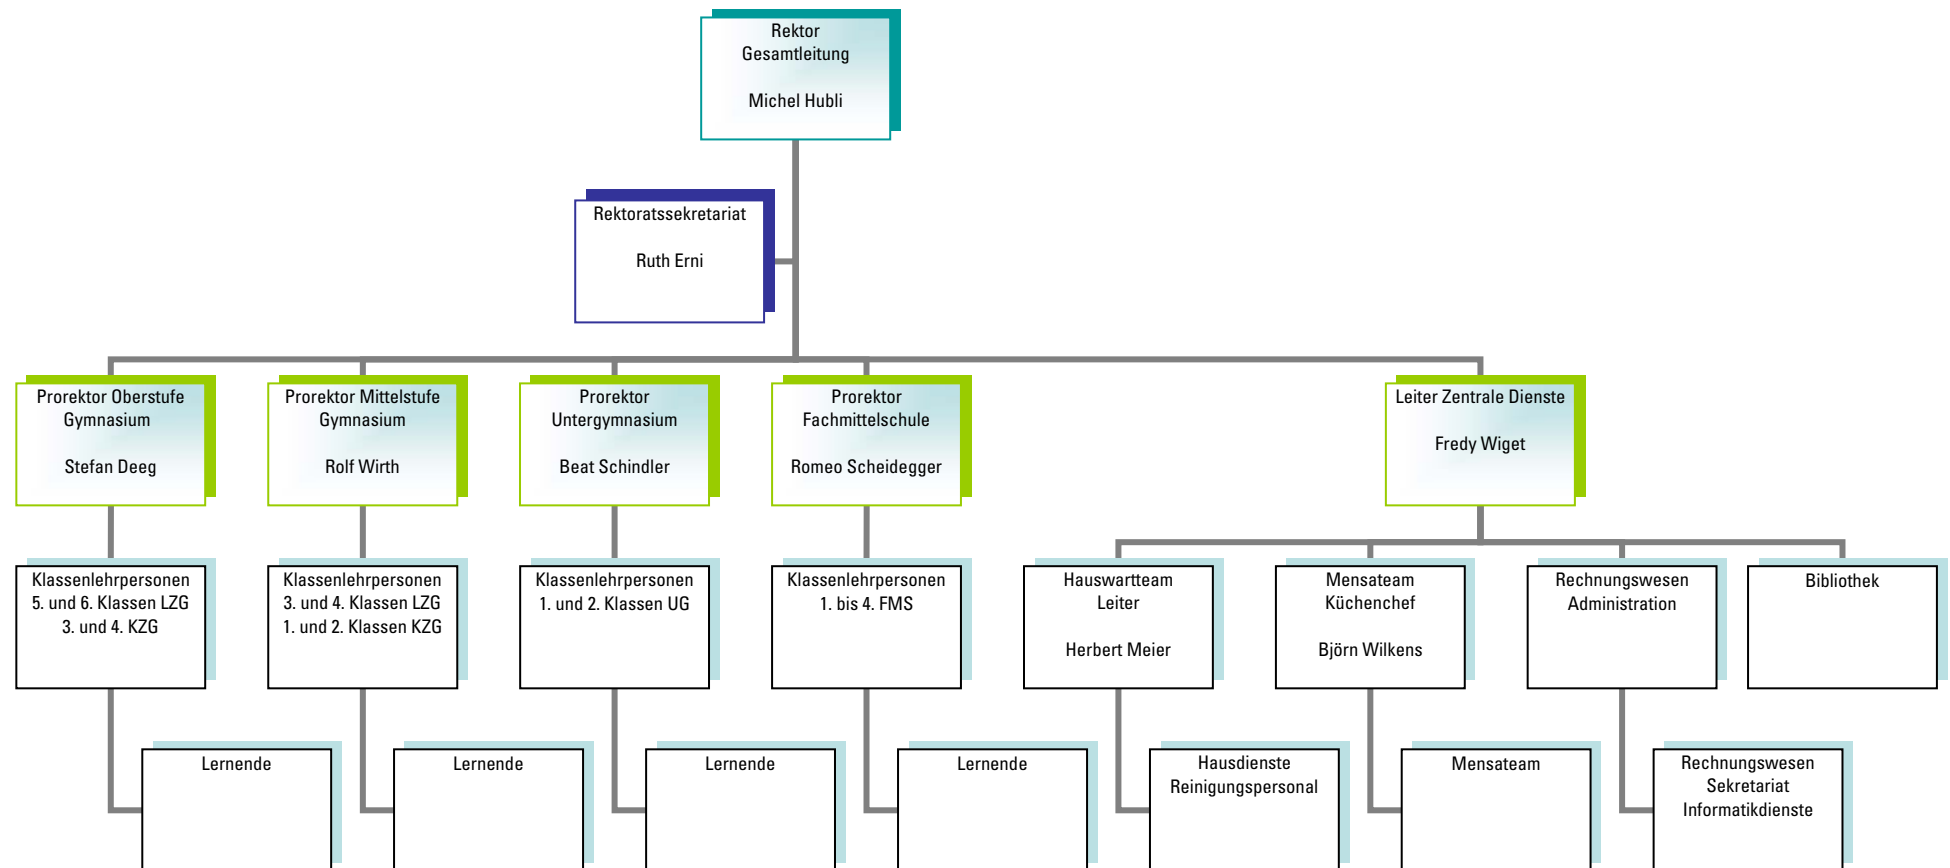 Rektor
Gesamtleitung
Michel Hubli
Rektoratssekretariat
Ruth Erni
Prorektor Oberstufe
Gymnasium
Stefan Deeg
Prorektor Mittelstufe
Gymnasium
Rolf Wirth
Prorektor
Untergymnasium
Beat Schindler
Prorektor
Fachmittelschule
Romeo Scheidegger
Leiter Zentrale Dienste
Fredy Wiget
Klassenlehrpersonen
5. und 6. Klassen LZG
3. und 4. KZG
Klassenlehrpersonen
3. und 4. Klassen LZG
1. und 2. Klassen KZG
Klassenlehrpersonen
1. und 2. Klassen UG
Klassenlehrpersonen
1. bis 4. FMS
Hauswartteam
Leiter
Herbert Meier
Mensateam
Küchenchef
Björn Wilkens
Rechnungswesen
Administration
Bibliothek
Lernende
Lernende
Lernende
Lernende
Hausdienste
Reinigungspersonal
Mensateam
Rechnungswesen
Sekretariat
Informatikdienste